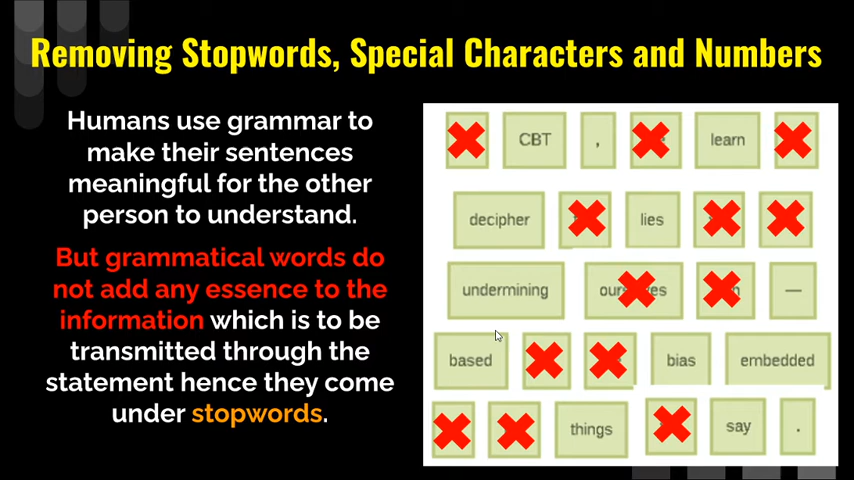 Removing Stopwords, Special Characters and Numbers
Humans use grammar to
make their sentences
meaningful for the other
person to understand.
But grammatical words do
not add any essence to the
information which is to be
transmitted through the
statement hence they come
under stopwords.
CBT , learn
decipher lies
undermining —
based bias embedded
things say .